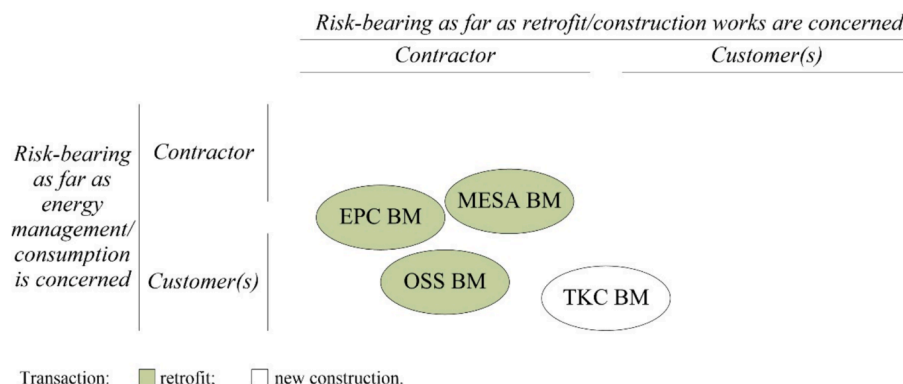 Risk-bearing as far as retrofit/construction works are concerned
Contractor
Customer(s)
Risk-bearing
as far as
energy
management/
consumption
is concerned
Contractor
Customer(s)
EPC BM
MESA BM
OSS BM
TKC BM
Transaction: retrofit; new construction.